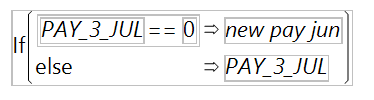 If PAY_3_JUL == 0 ⇒ new pay jun
else ⇒ PAY_3_JUL